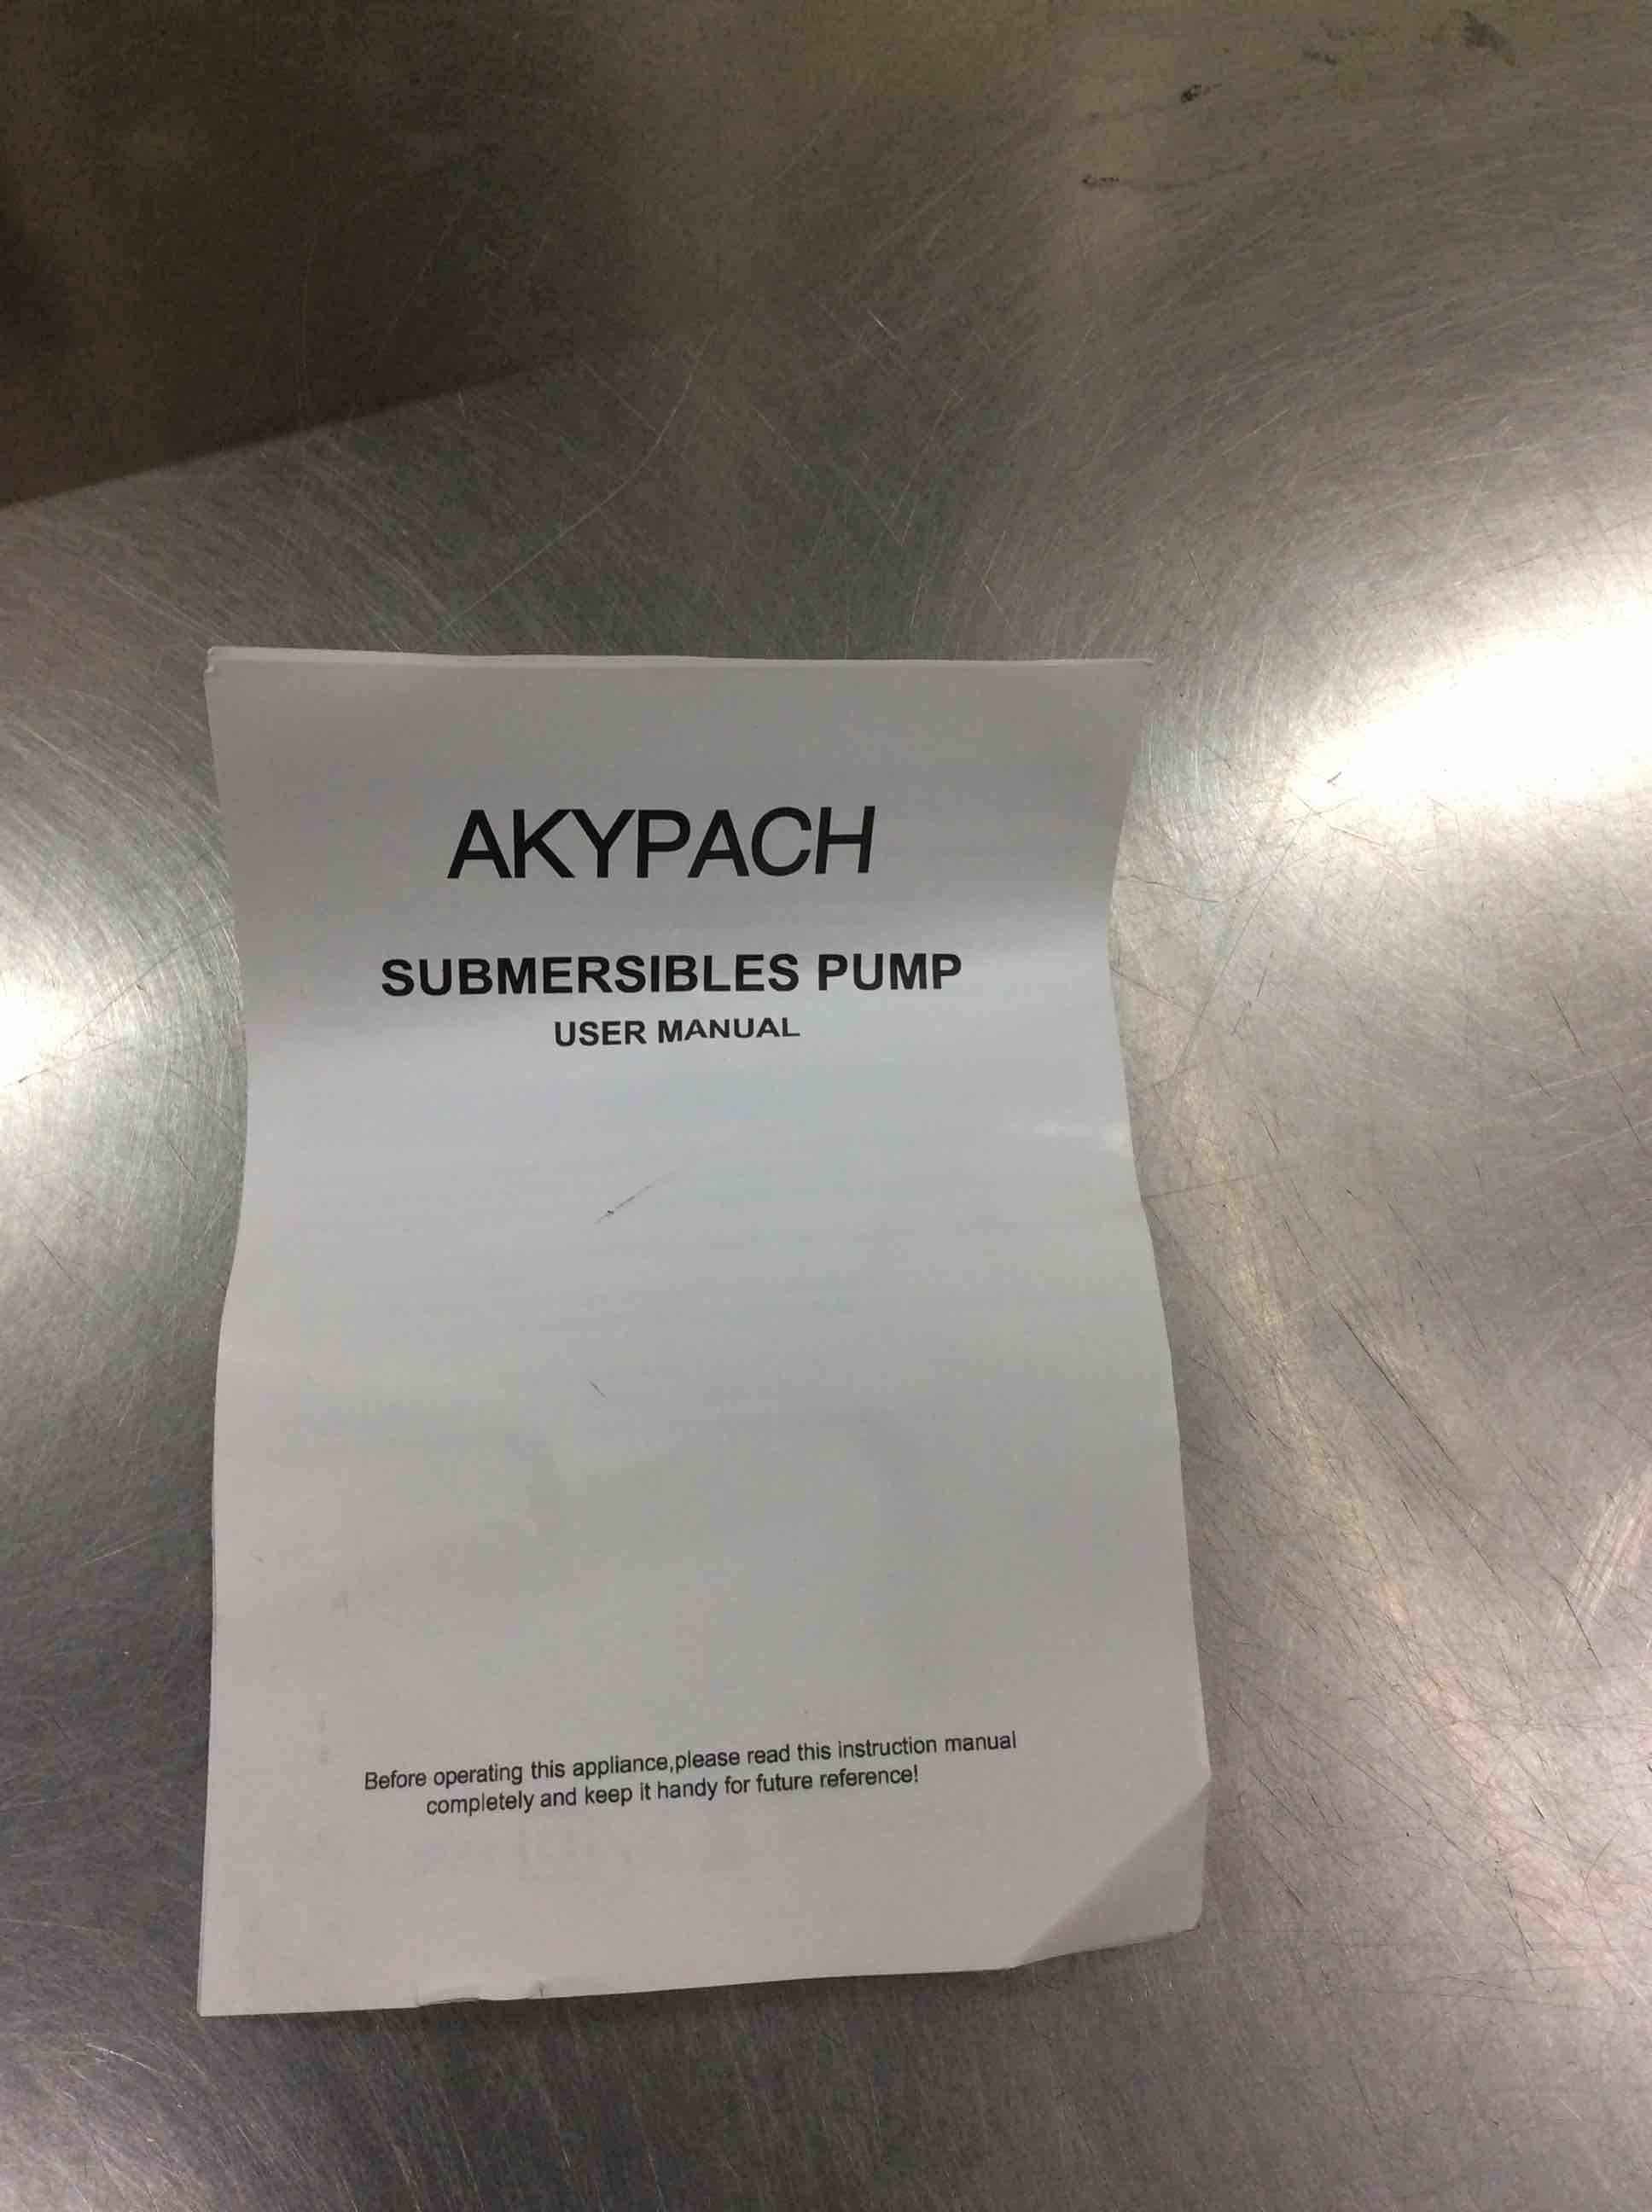 AKYPACH
SUBMERSIBLES PUMP
USER MANUAL
Before operating this appliance,please read this instruction manual
completely and keep it handy for future reference!